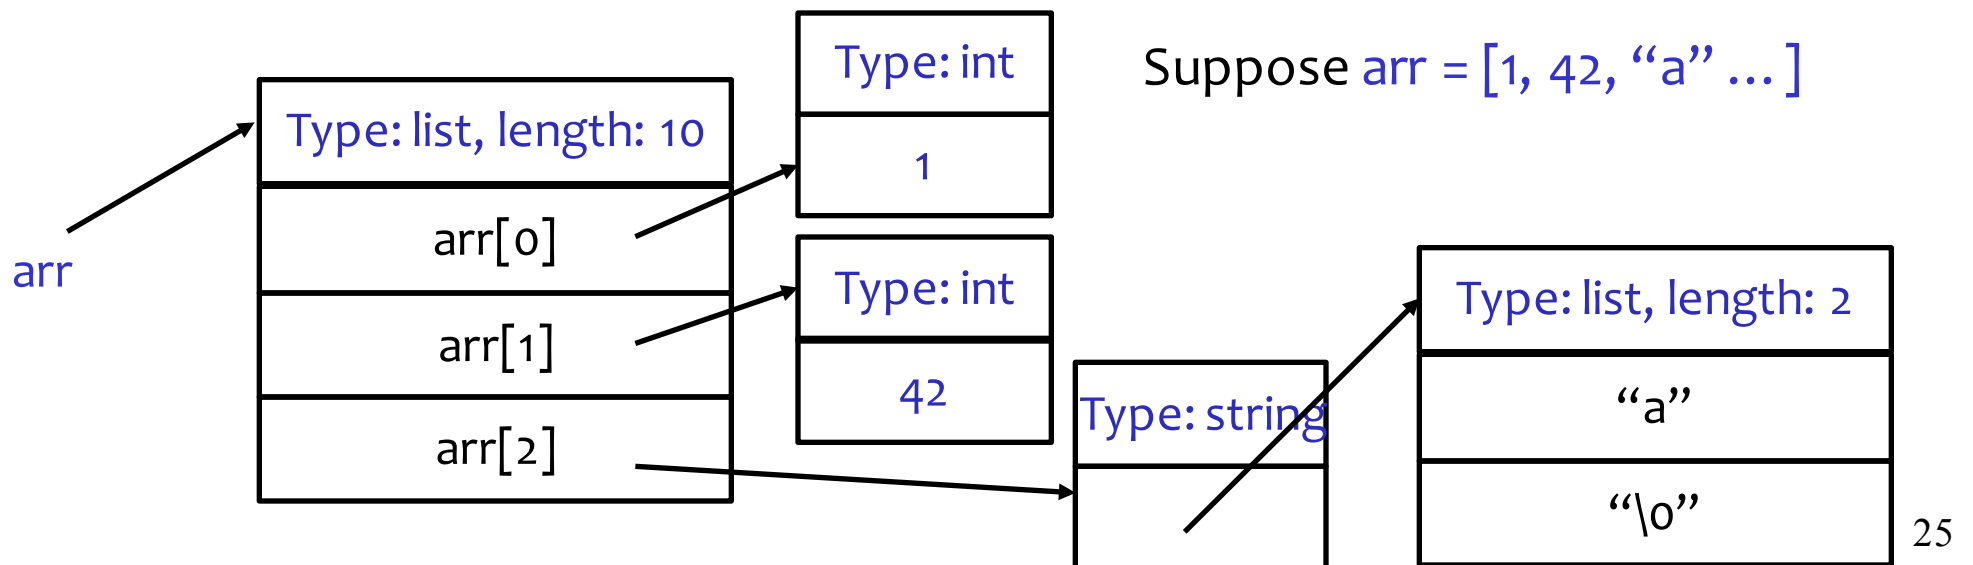 Suppose arr = [1, 42, “a” … ]
arr
Type: list, length: 10
arr[0]
arr[1]
arr[2]
Type: int
1
Type: int
42
Type: string
Type: list, length: 2
“a”
“\0”
25